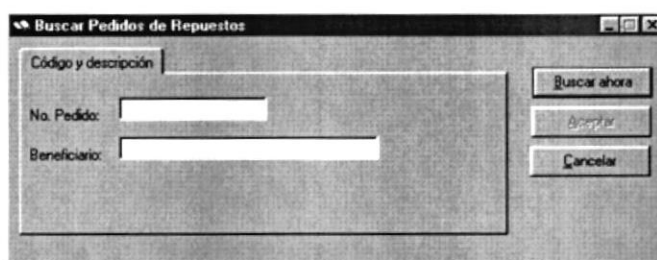 Buscar Pedidos de Repuestos
Código y descripción
No. Pedido:
Beneficiario:
Buscar ahora
Aceptar
Cancelar